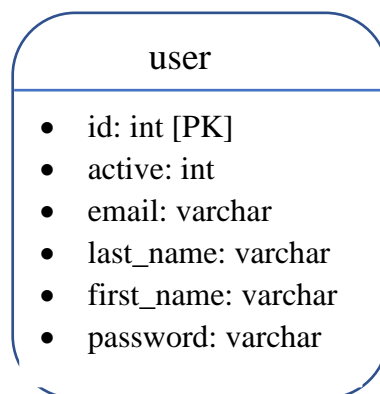 user
• id: int [PK]
• active: int
• email: varchar
• last_name: varchar
• first_name: varchar
• password: varchar